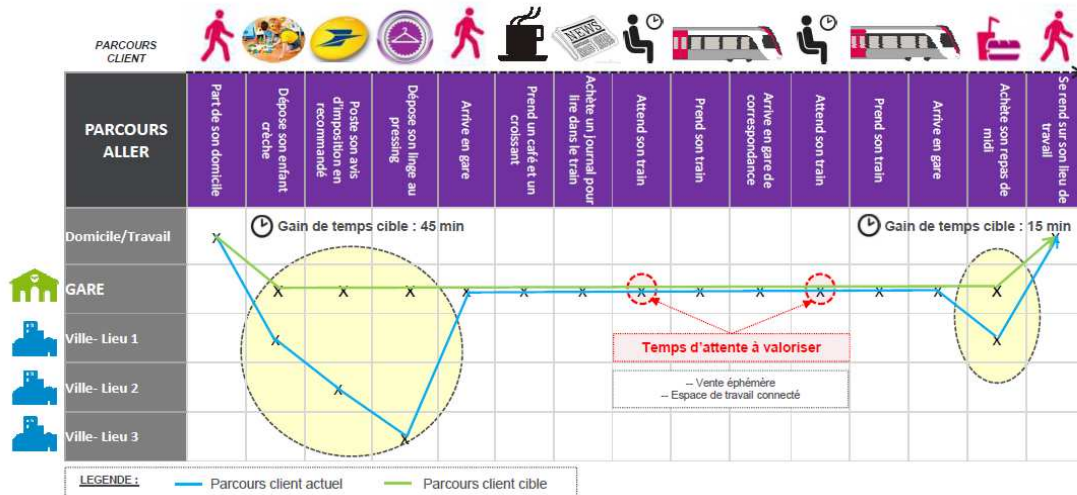 PARCOURS
CLIENT
NEWS
PARCOURS
ALLER
Part de son domicile
Dépose son enfant
crèche
Poste son avis
d'imposition en
recommandé
Dépose son linge au
pressing
Arrive en gare
Prend un café et un
croissant
Achète un journal pour
lire dans le train
Attend son train
Prend son train
Arrive en gare de
correspondance
Attend son train
Prend son train
Arrive en gare
Achète son repas de
midi
Se rend sur son lieu de
travail
Domicile/Travail
Gain de temps cible : 45 min
Gain de temps cible : 15 min
GARE
Ville- Lieu 1
Temps d'attente à valoriser
Ville- Lieu 2
-- Vente éphémère
-- Espace de travail connecté
Ville- Lieu 3
LEGENDE :
Parcours client actuel
Parcours client cible